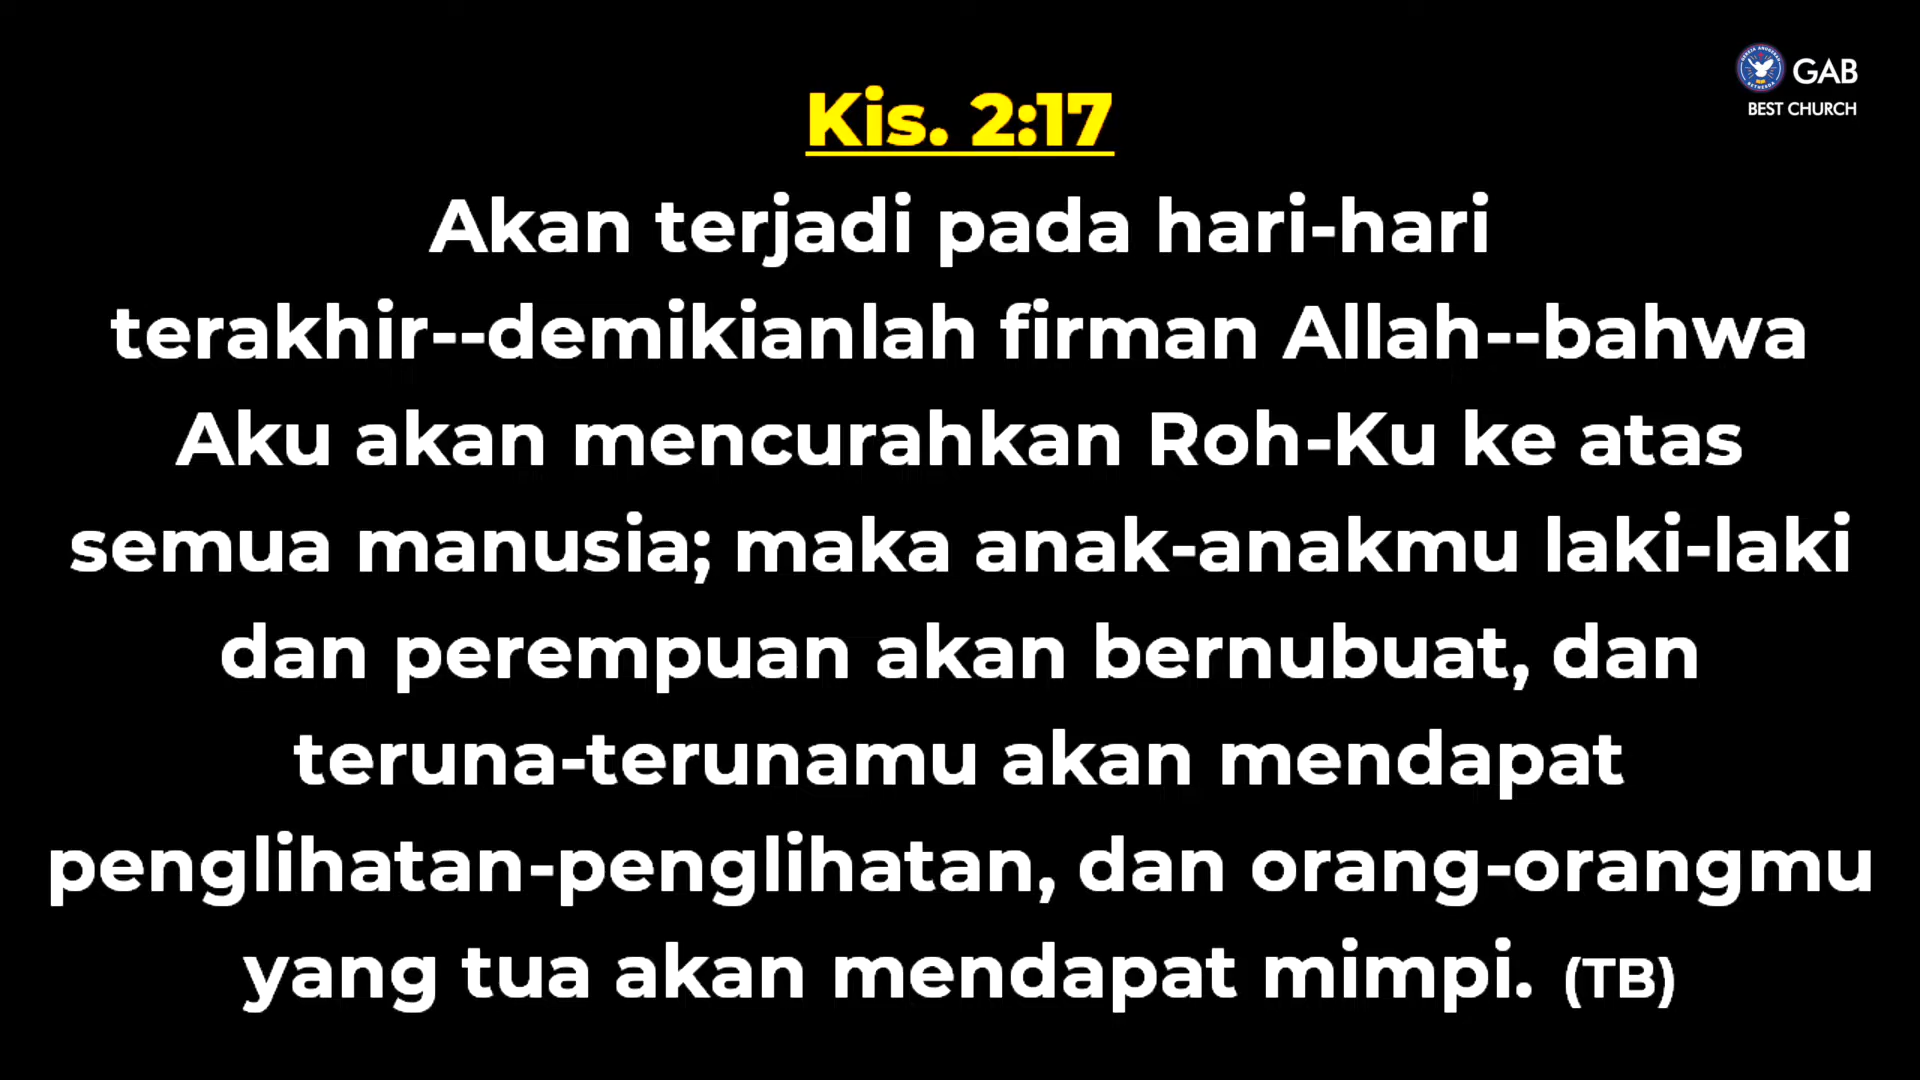 GAB
BEST CHURCH
Kis. 2:17
Akan terjadi pada hari-hari
terakhir--demikianlah firman Allah--bahwa
Aku akan mencurahkan Roh-Ku ke atas
semua manusia; maka anak-anakmu laki-laki
dan perempuan akan bernubuat, dan
teruna-terunamu akan mendapat
penglihatan-penglihatan, dan orang-orangmu
yang tua akan mendapat mimpi. (TB)